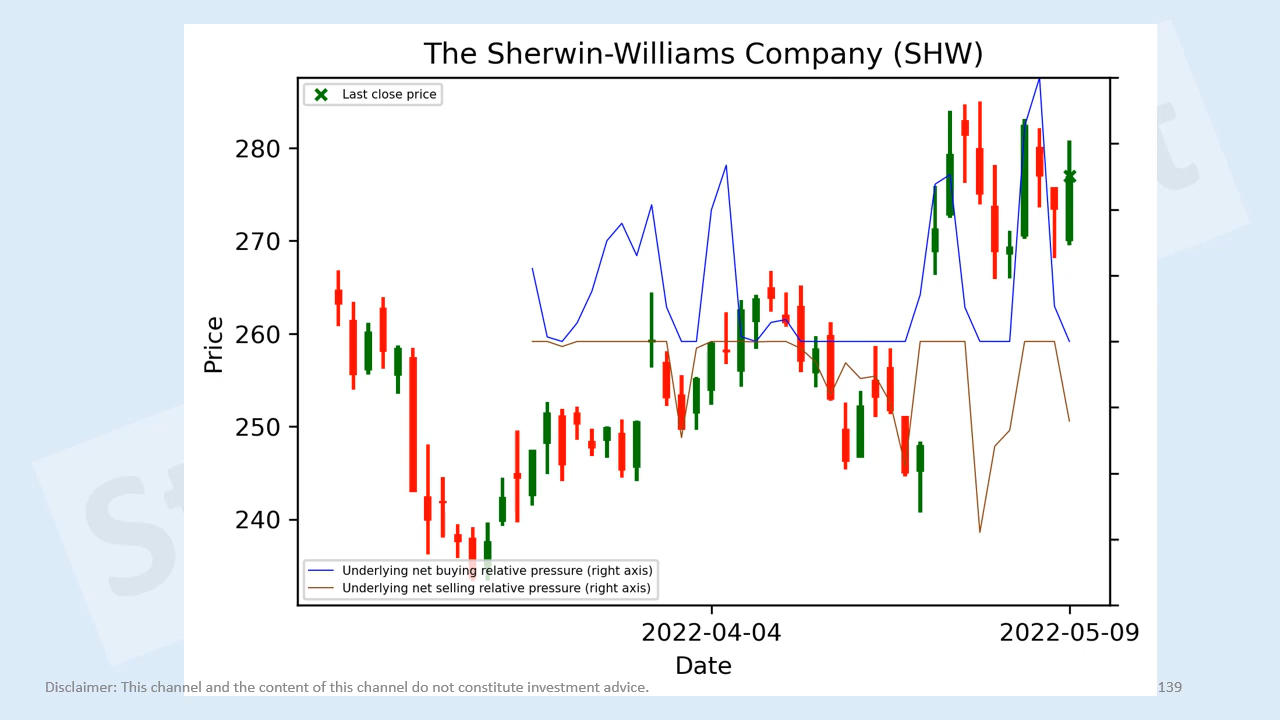 The Sherwin-Williams Company (SHW)
Last close price
280
270
260
250
240
Price
Underlying net buying relative pressure (right axis)
Underlying net selling relative pressure (right axis)
2022-04-04
2022-05-09
Date
Disclaimer: This channel and the content of this channel do not constitute investment advice.
139